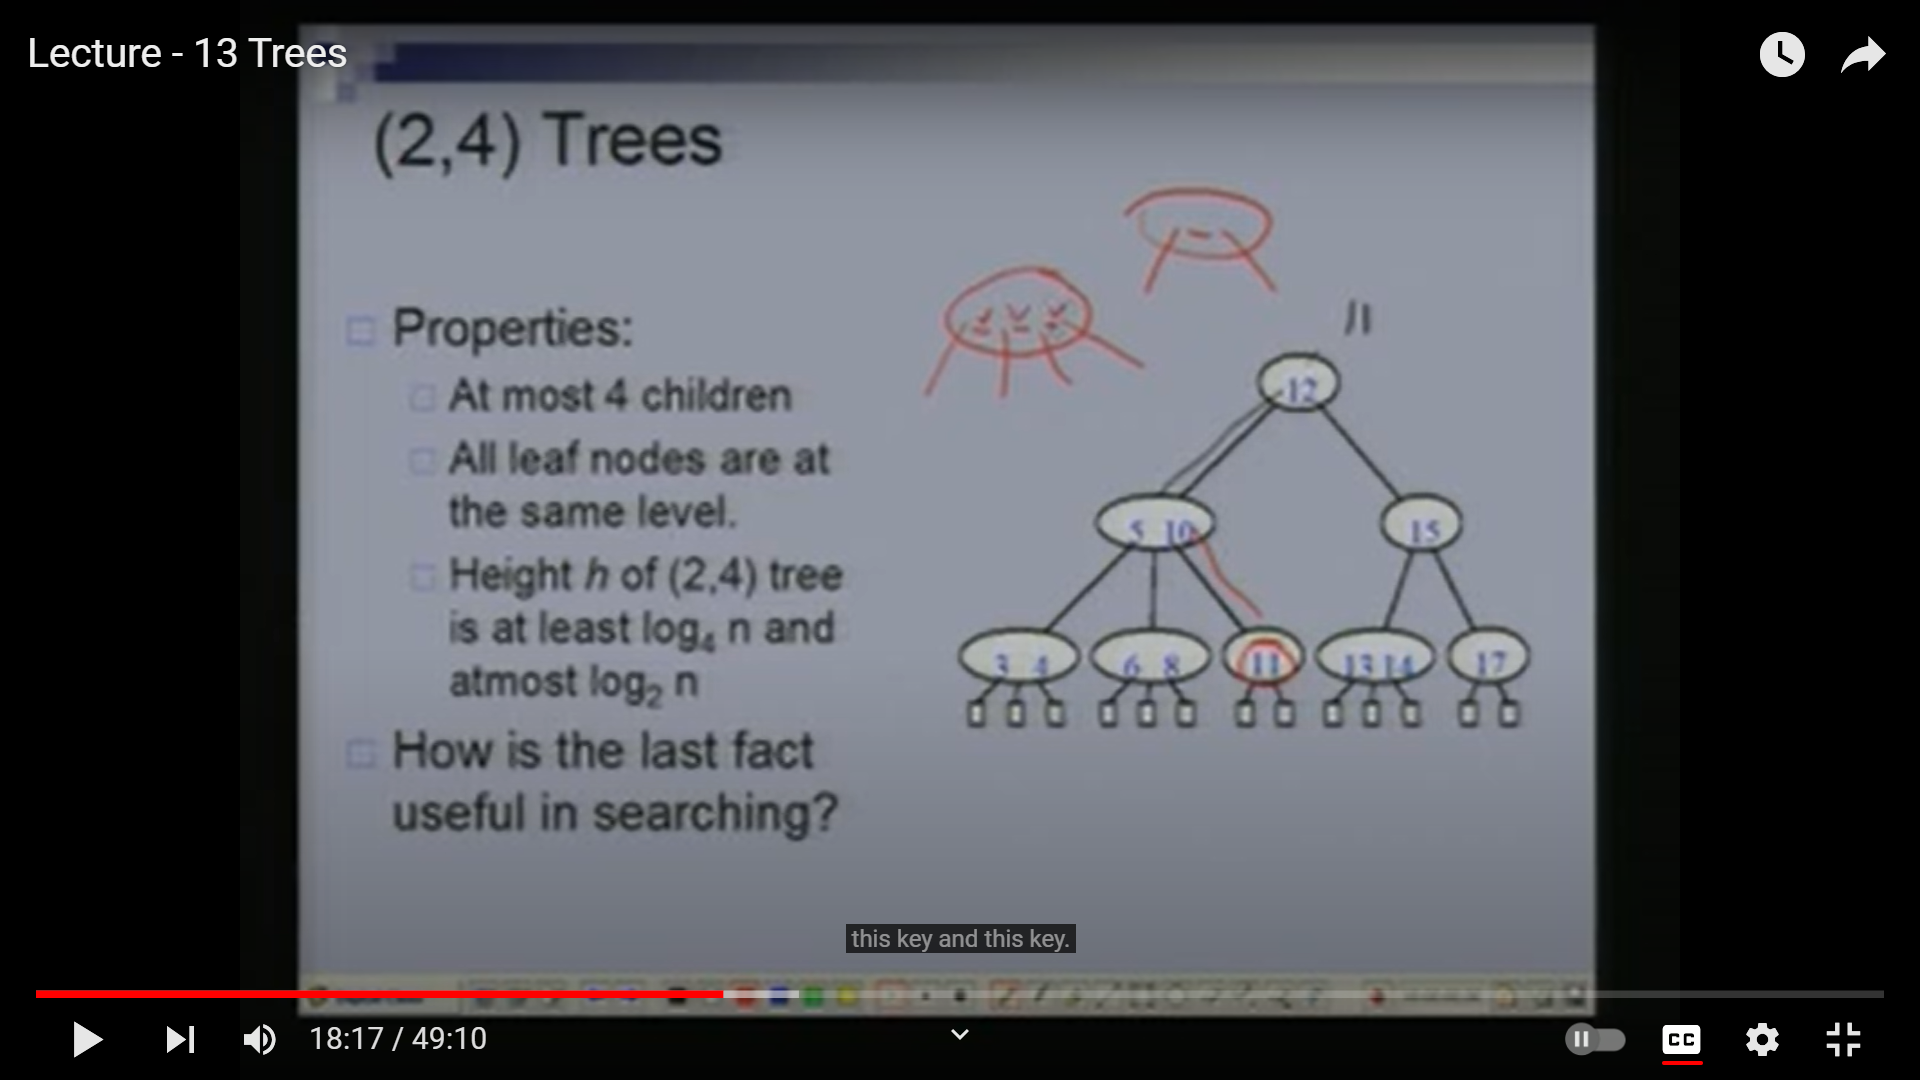 Lecture - 13 Trees
(2,4) Trees
Properties:
At most 4 children
All leaf nodes are at
the same level.
Height h of (2,4) tree
is at least log₄ n and
atmost log₂ n
How is the last fact
useful in searching?
11
12
5 10
15
3 4
6 8
11
13 14
17
this key and this key.
18:17 / 49:10
CC